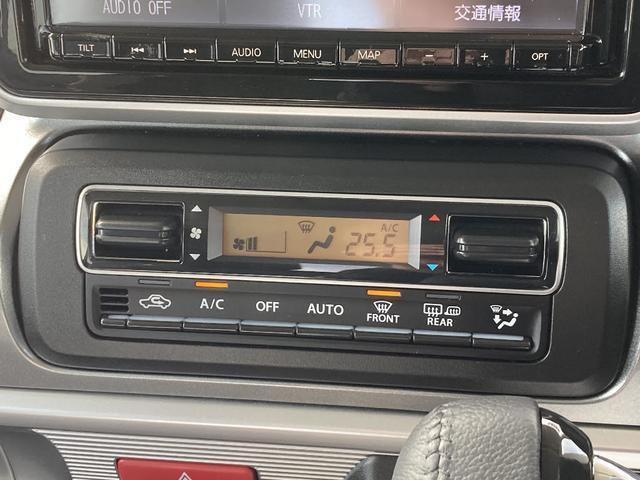 AUDIO OFF VTR 交通情報
TILT AUDIO MENU MAP − + OPT
A/C
25.5
A/C OFF AUTO FRONT REAR